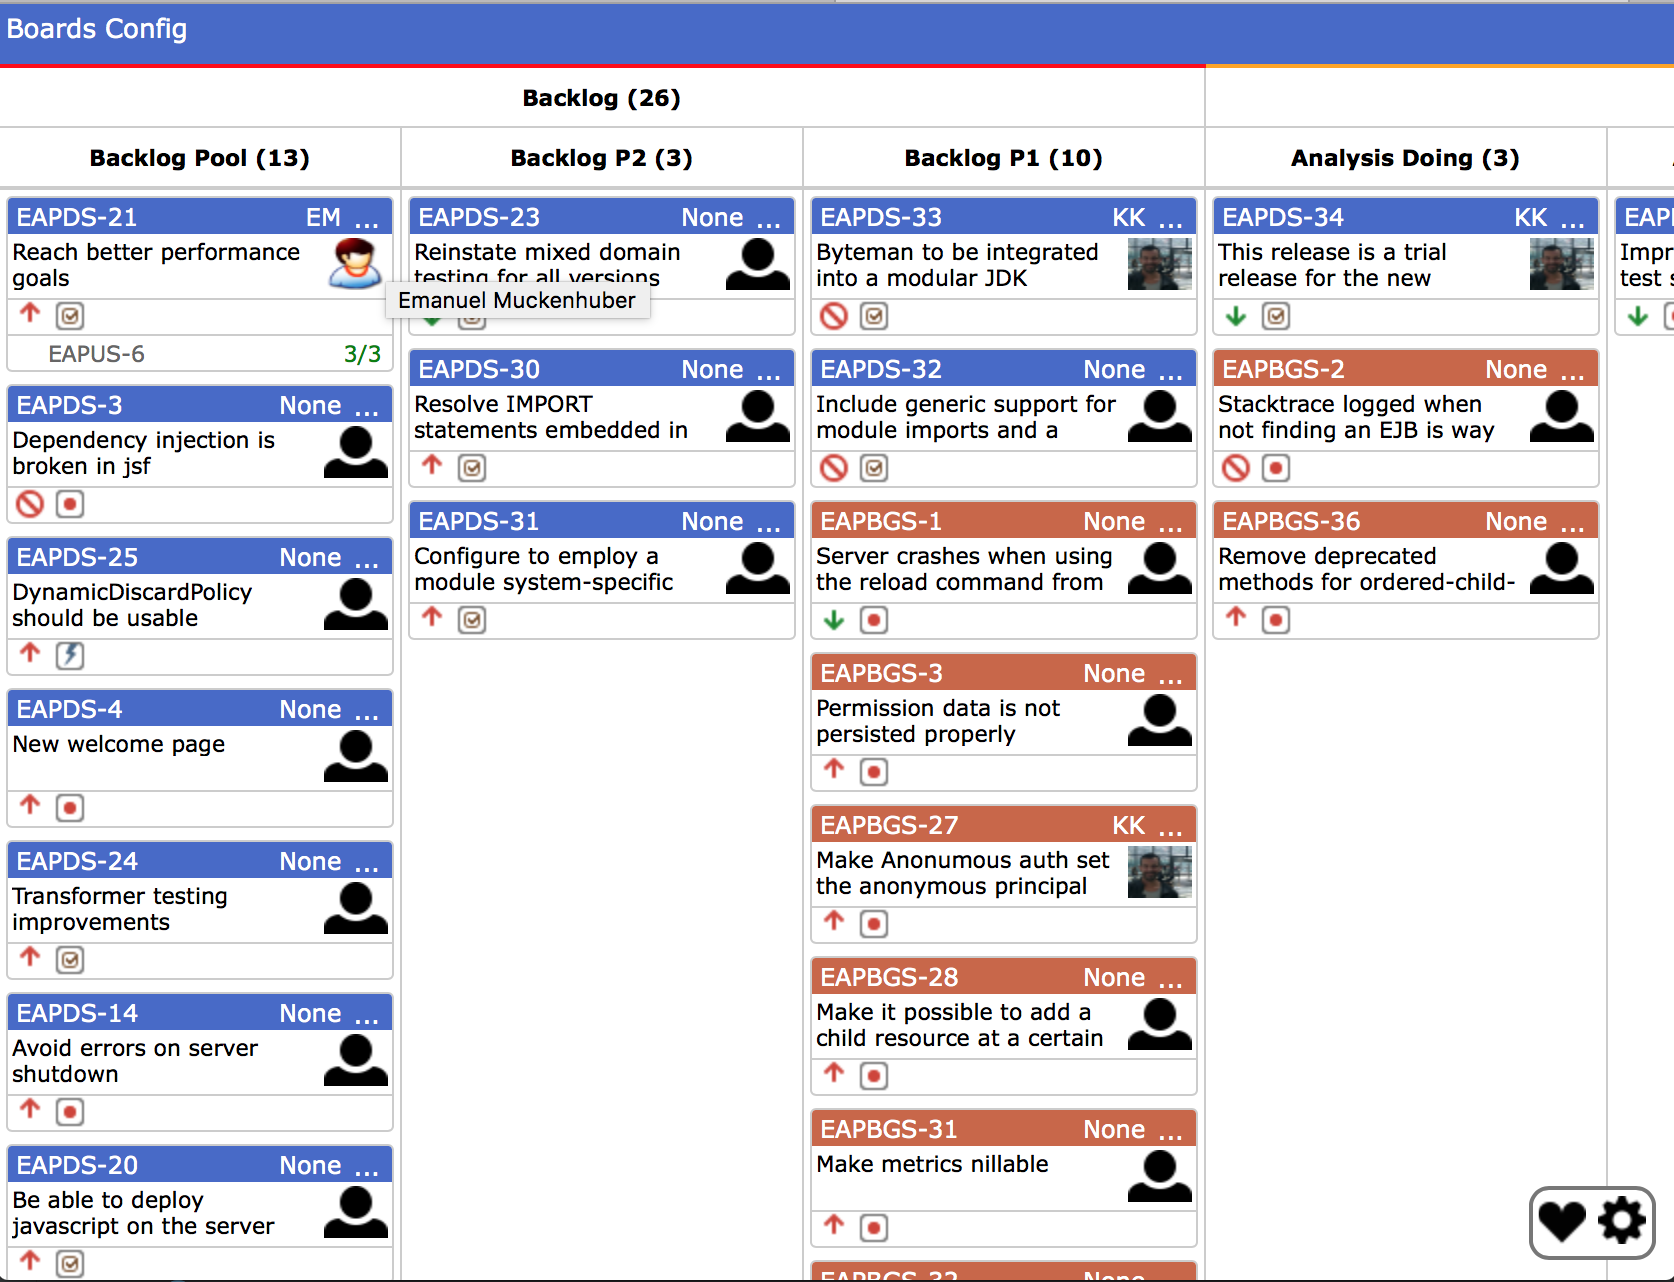 Boards Config
Backlog (26)
Backlog Pool (13)
Backlog P2 (3)
Backlog P1 (10)
Analysis Doing (3)
EAPDS-21 EM ...
Reach better performance
goals
EAPUS-6 3/3
EAPDS-3 None ...
Dependency injection is
broken in jsf
EAPDS-25 None ...
DynamicDiscardPolicy
should be usable
EAPDS-4 None ...
New welcome page
EAPDS-24 None ...
Transformer testing
improvements
EAPDS-14 None ...
Avoid errors on server
shutdown
EAPDS-20 None ...
Be able to deploy
javascript on the server
EAPDS-23 None ...
Reinstate mixed domain
testing for all versions
Emanuel Muckenhuber
EAPDS-30 None ...
Resolve IMPORT
statements embedded in
EAPDS-31 None ...
Configure to employ a
module system-specific
EAPDS-33 KK ...
Byteman to be integrated
into a modular JDK
EAPDS-32 None ...
Include generic support for
module imports and a
EAPBGS-1 None ...
Server crashes when using
the reload command from
EAPBGS-3 None ...
Permission data is not
persisted properly
EAPBGS-27 KK ...
Make Anonumous auth set
the anonymous principal
EAPBGS-28 None ...
Make it possible to add a
child resource at a certain
EAPBGS-31 None ...
Make metrics nillable
EAPBGS-32 None ...
EAPDS-34 KK ...
This release is a trial
release for the new
EAPBGS-2 None ...
Stacktrace logged when
not finding an EJB is way
EAPBGS-36 None ...
Remove deprecated
methods for ordered-child-
EAP
Impr
test